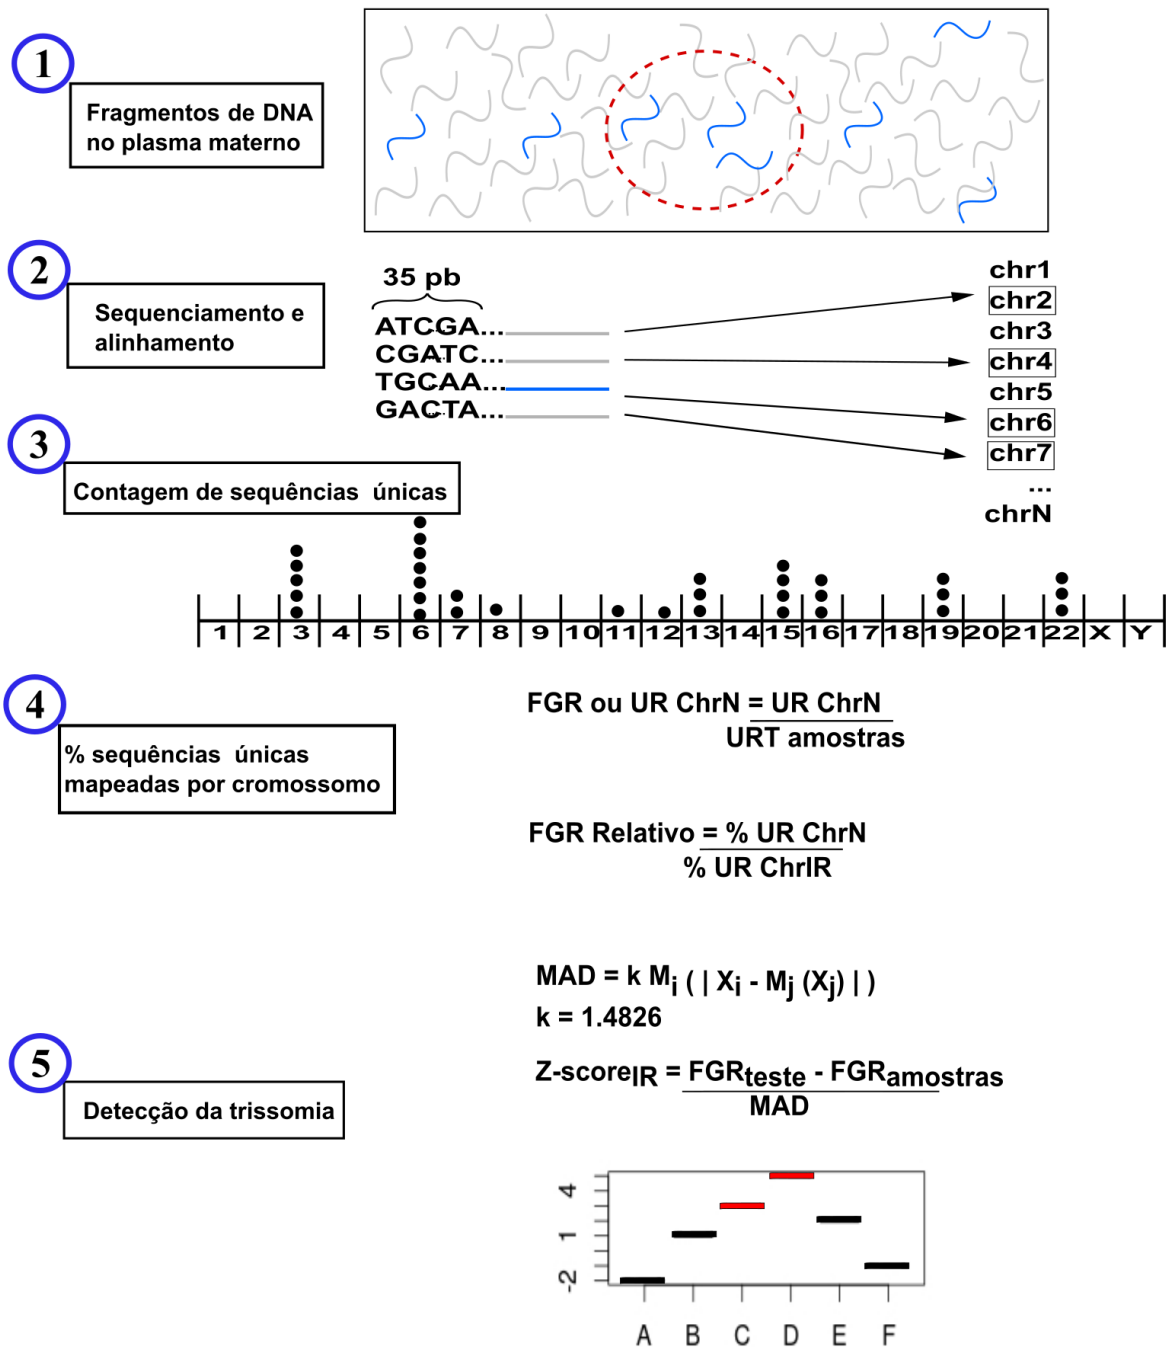 1
Fragmentos de DNA
no plasma materno
2
Sequenciamento e
alinhamento
35 pb
ATCGA...
CGATC...
TGCAA...
GACTA...
chr1
chr2
chr3
chr4
chr5
chr6
chr7
...
chrN
3
Contagem de sequências únicas
1 2 3 4 5 6 7 8 9 10 11 12 13 14 15 16 17 18 19 20 21 22 X Y
4
% sequências únicas
mapeadas por cromossomo
FGR ou UR ChrN = UR ChrN
URT amostras
FGR Relativo = % UR ChrN
% UR ChrIR
MAD = k Mi ( | Xi - Mj (Xj) | )
k = 1.4826
5
Detecção da trissomia
Z-scoreIR = FGRteste - FGRamostras
MAD
4
1
-2
A B C D E F